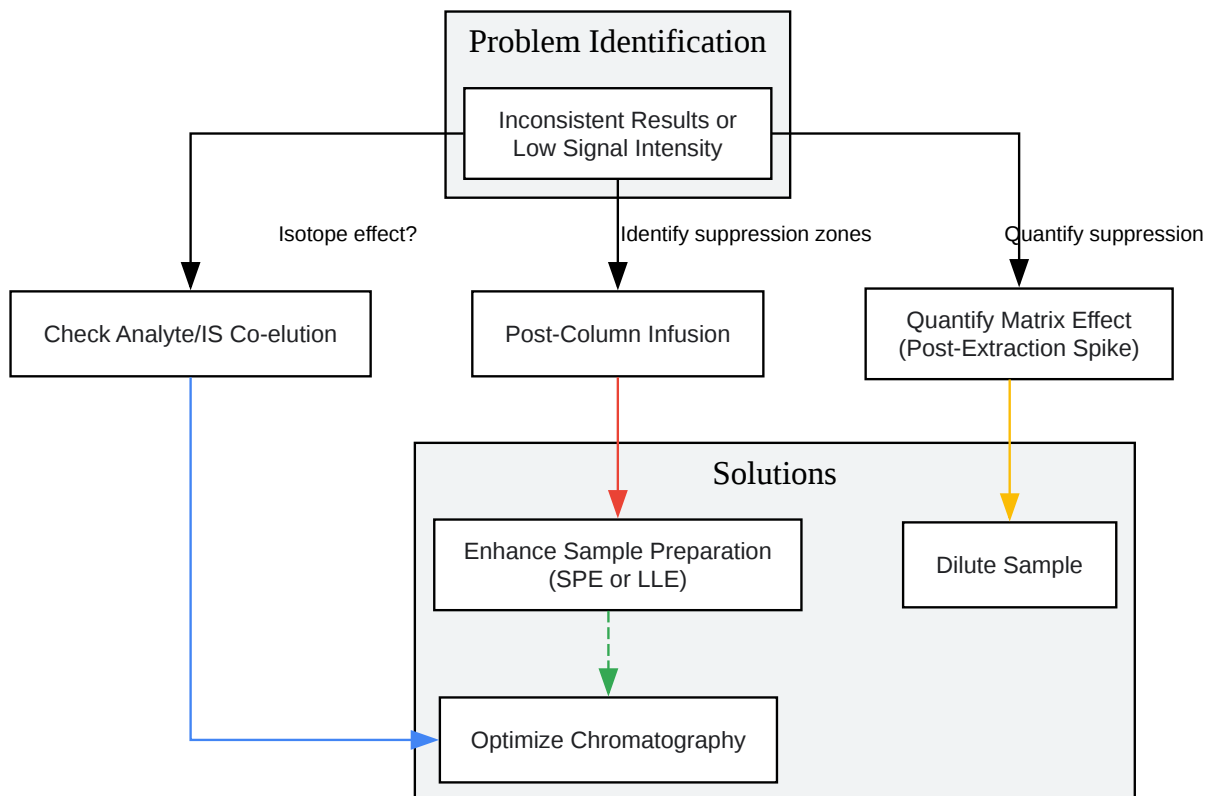 Problem Identification
Inconsistent Results or
Low Signal Intensity
Isotope effect?
Identify suppression zones
Quantify suppression
Check Analyte/IS Co-elution
Post-Column Infusion
Quantify Matrix Effect
(Post-Extraction Spike)
Solutions
Enhance Sample Preparation
(SPE or LLE)
Dilute Sample
Optimize Chromatography